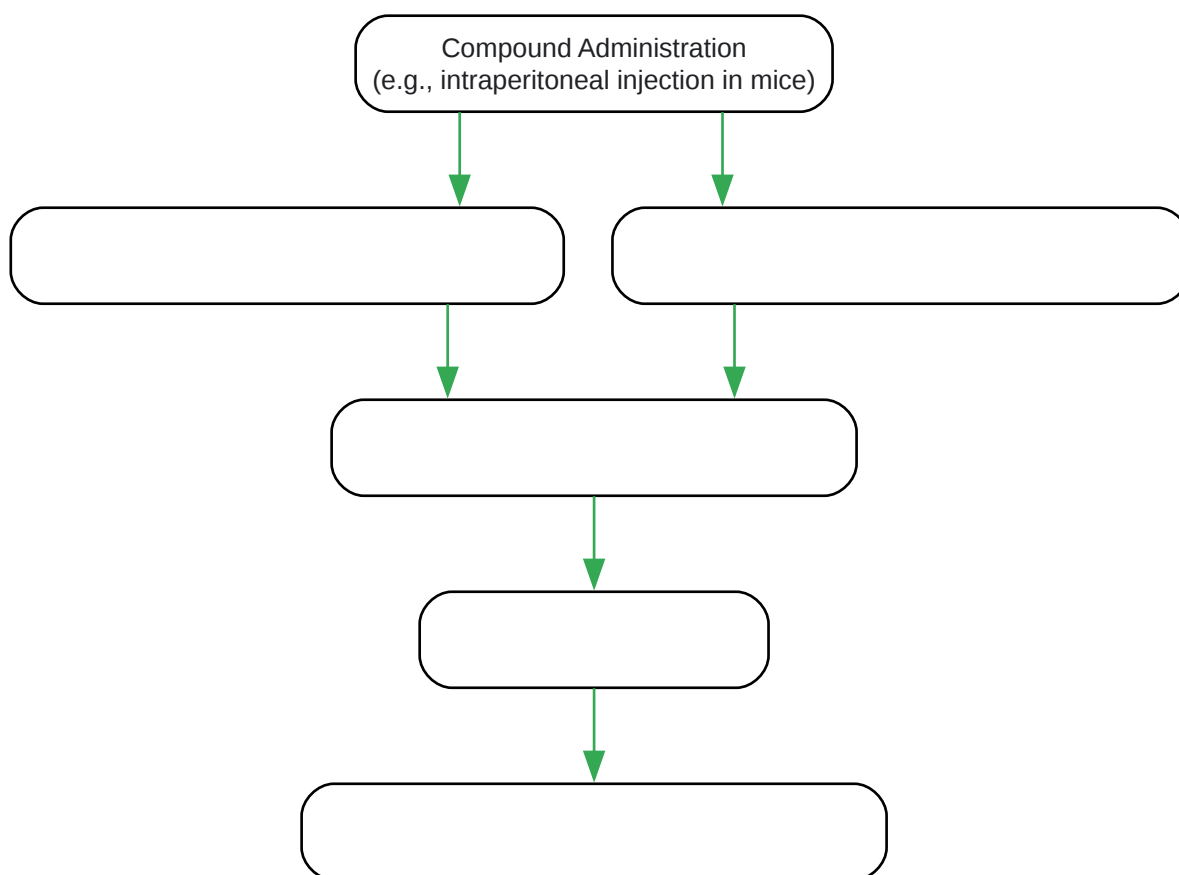 Compound Administration
(e.g., intraperitoneal injection in mice)